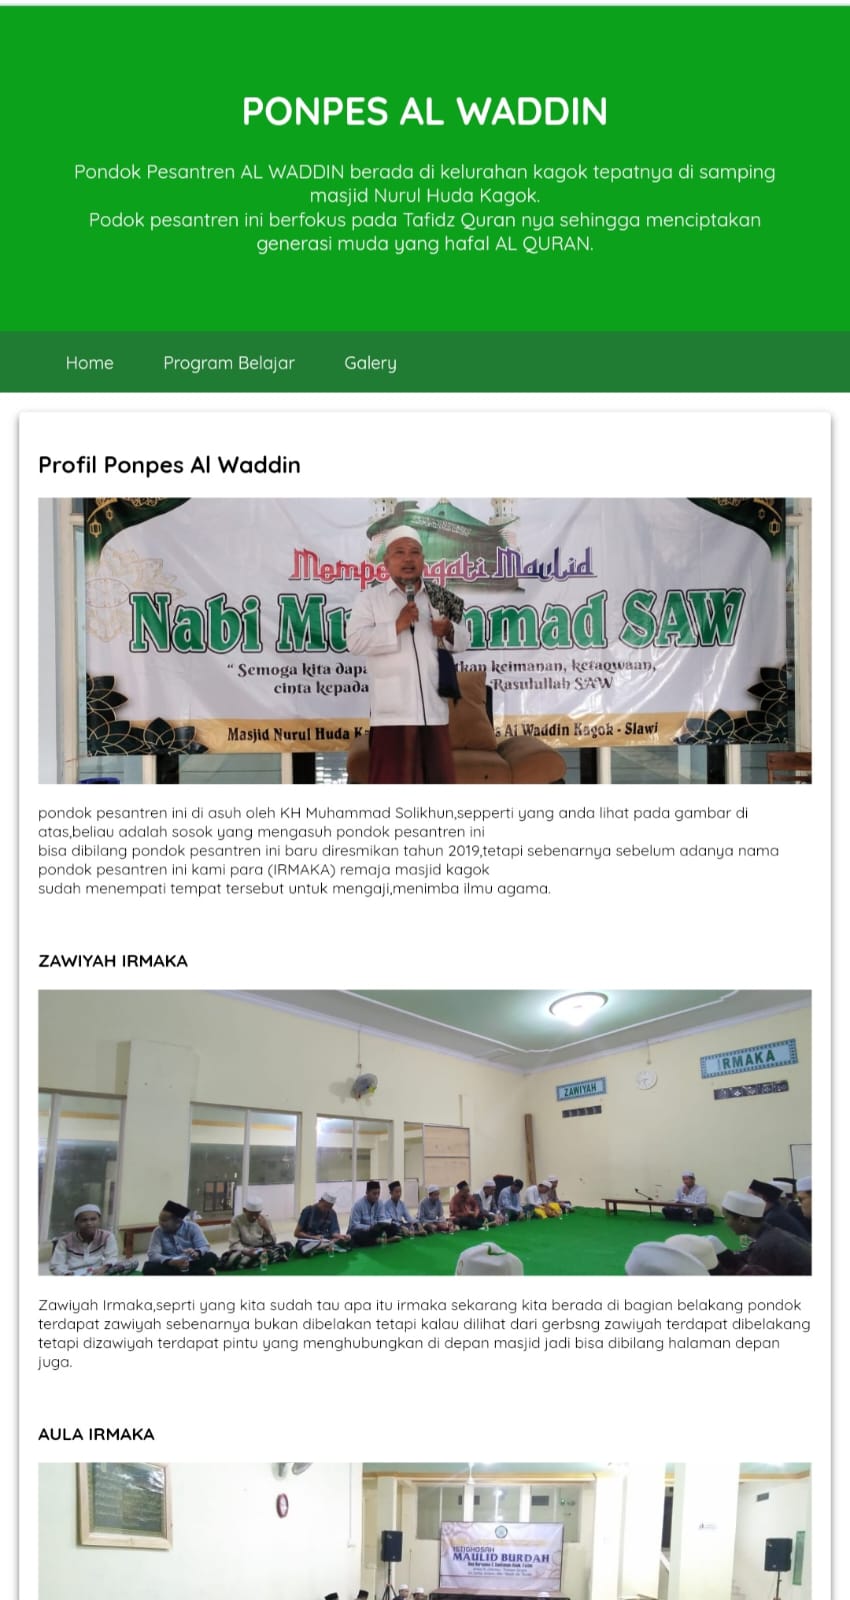 PONPES AL WADDIN
Pondok Pesantren AL WADDIN berada di kelurahan kagok tepatnya di samping
masjid Nurul Huda Kagok.
Podok pesantren ini berfokus pada Tafidz Quran nya sehingga menciptakan
generasi muda yang hafal AL QURAN.
Home Program Belajar Galery
Profil Ponpes Al Waddin
Mempe gati Maulid
Nabi Mu mmad SAW
“ Semoga kita dapa tkan keimanan, ketaqwaan,
cinta kepada Rasulullah SAW
Masjid Nurul Huda K s Al Waddin Kagok - Slawi
pondok pesantren ini di asuh oleh KH Muhammad Solikhun,sepperti yang anda lihat pada gambar di
atas,beliau adalah sosok yang mengasuh pondok pesantren ini
bisa dibilang pondok pesantren ini baru diresmikan tahun 2019,tetapi sebenarnya sebelum adanya nama
pondok pesantren ini kami para (IRMAKA) remaja masjid kagok
sudah menempati tempat tersebut untuk mengaji,menimba ilmu agama.
ZAWIYAH IRMAKA
ZAWIYAH
IRMAKA
Zawiyah Irmaka,seprti yang kita sudah tau apa itu irmaka sekarang kita berada di bagian belakang pondok
terdapat zawiyah sebenarnya bukan dibelakan tetapi kalau dilihat dari gerbsng zawiyah terdapat dibelakang
tetapi dizawiyah terdapat pintu yang menghubungkan di depan masjid jadi bisa dibilang halaman depan
juga.
AULA IRMAKA
ISTIGHOSAH
MAULID BURDAH